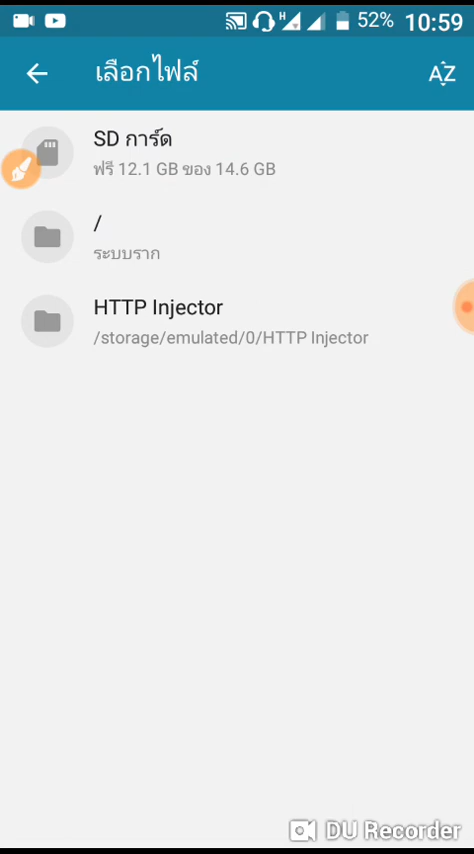 H 52% 10:59
เลือกไฟล์ AZ
SD การ์ด
ฟรี 12.1 GB ของ 14.6 GB
/
ระบบราก
HTTP Injector
/storage/emulated/0/HTTP Injector
DU Recorder